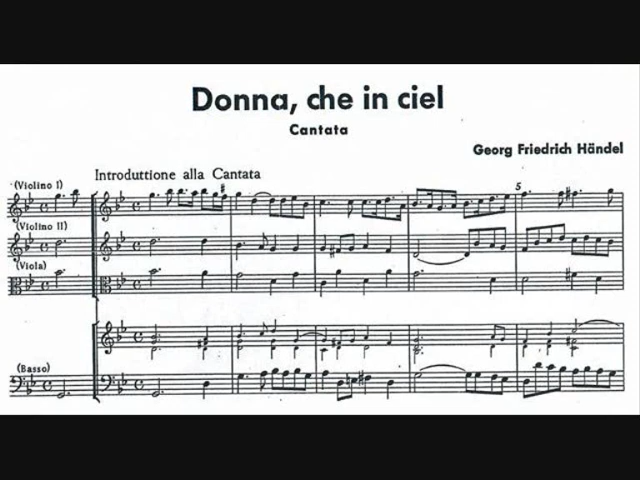 Donna, che in ciel
Cantata
Georg Friedrich Händel
Introduttione alla Cantata
(Violino I)
5
(Violino II)
(Viola)
(Basso)